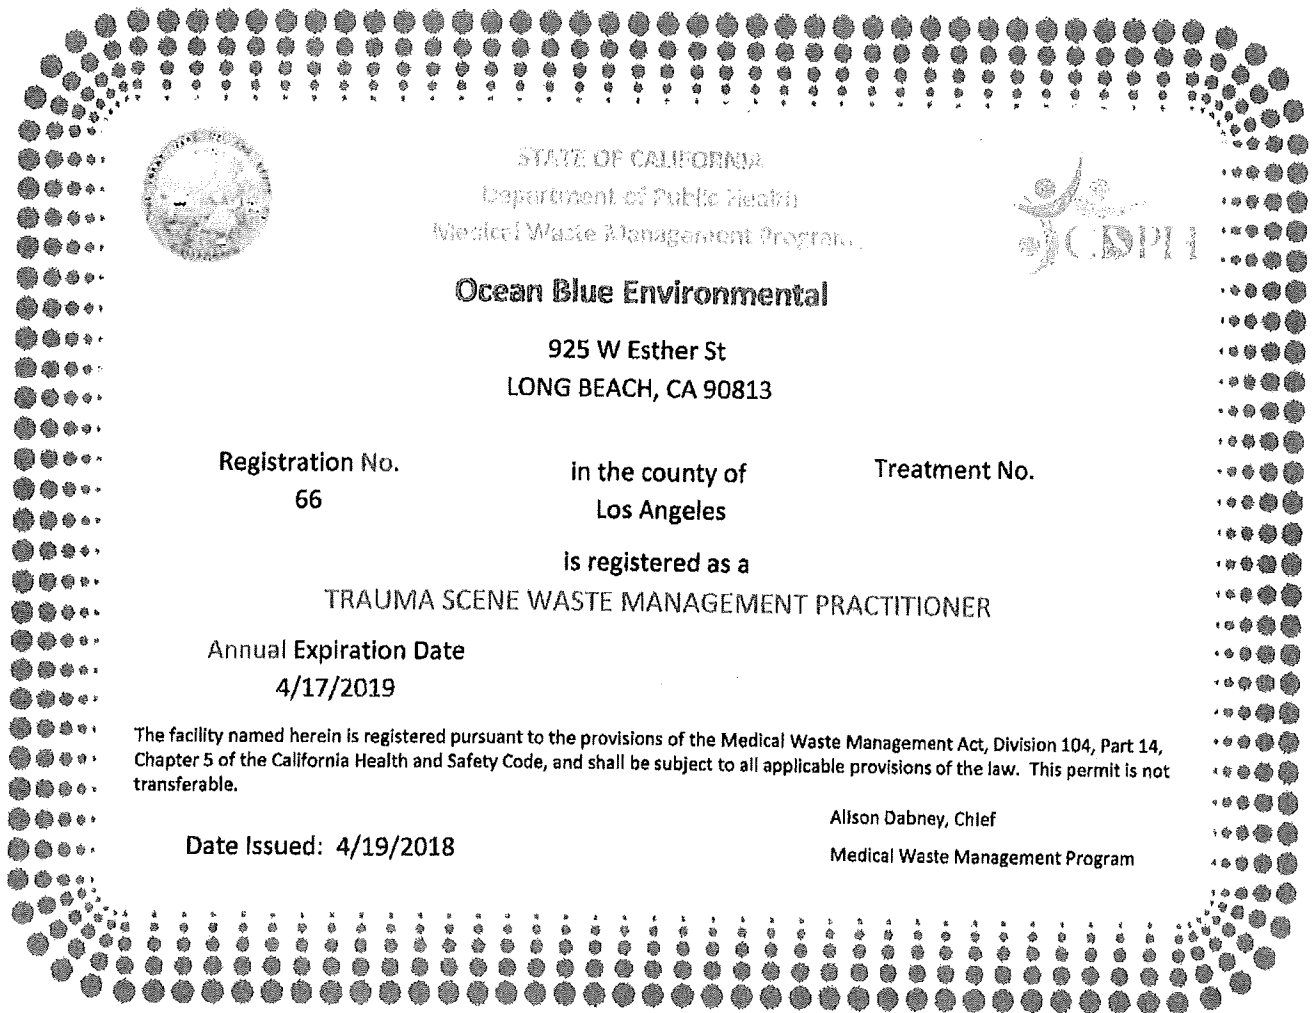 STATE OF CALIFORNIA
Department of Public Health
Medical Waste Management Program
CDPH
Ocean Blue Environmental
925 W Esther St
LONG BEACH, CA 90813
Registration No.
66
in the county of
Los Angeles
Treatment No.
is registered as a
TRAUMA SCENE WASTE MANAGEMENT PRACTITIONER
Annual Expiration Date
4/17/2019
The facility named herein is registered pursuant to the provisions of the Medical Waste Management Act, Division 104, Part 14,
Chapter 5 of the California Health and Safety Code, and shall be subject to all applicable provisions of the law. This permit is not
transferable.
Alison Dabney, Chief
Date Issued: 4/19/2018
Medical Waste Management Program